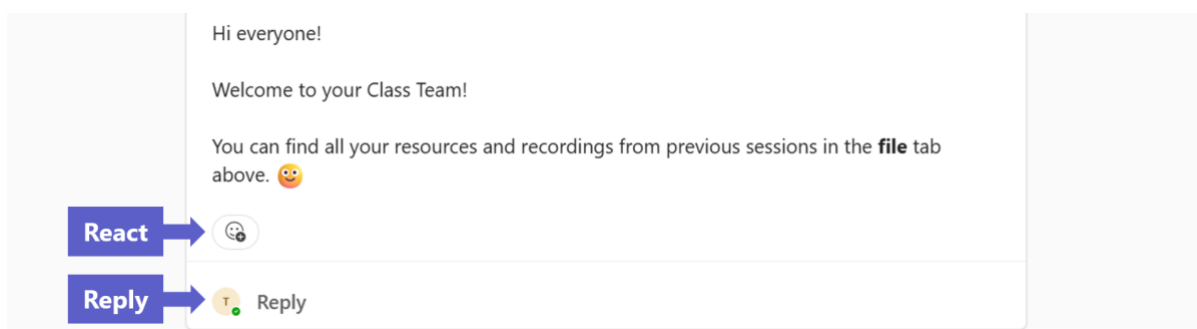 Hi everyone!
Welcome to your Class Team!
You can find all your resources and recordings from previous sessions in the file tab
above.
React
Reply
T
Reply